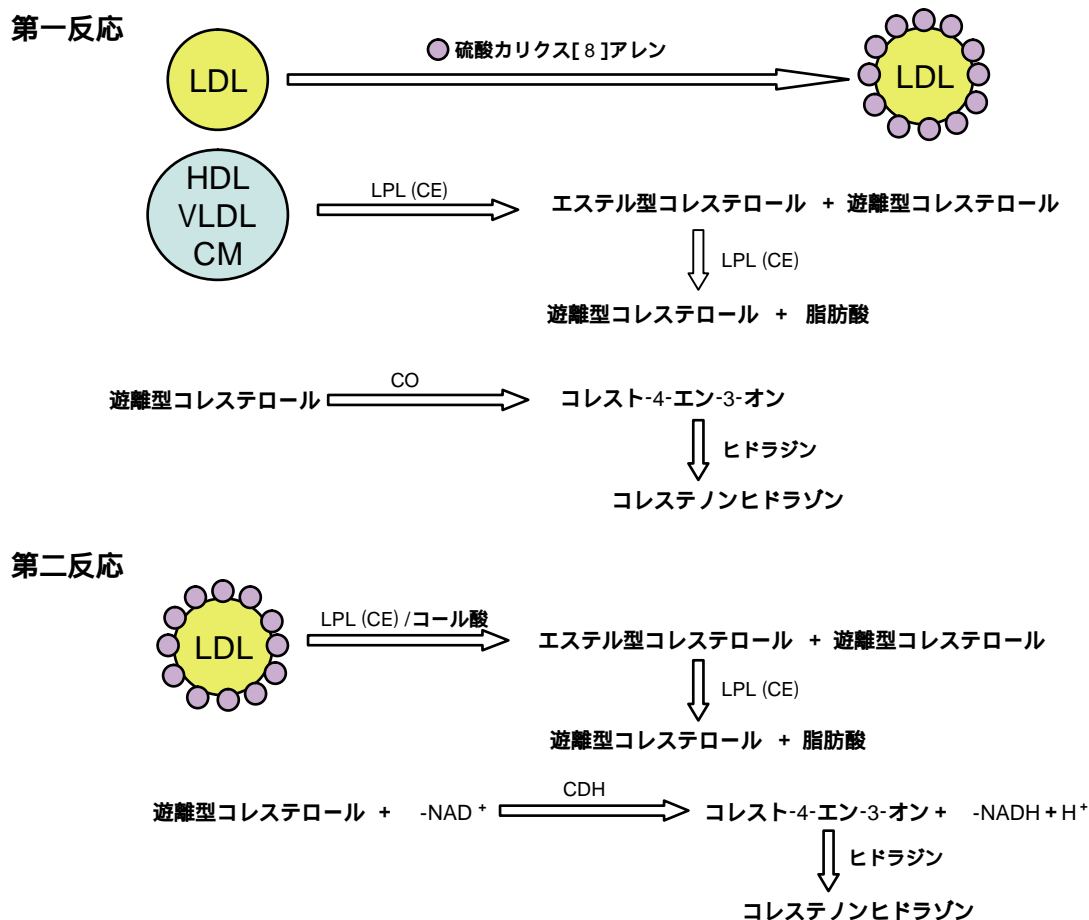 第一反応
硫酸カリクス[ 8 ]アレン
LDL
LDL
HDL
VLDL
CM
LPL (CE)
エステル型コレステロール + 遊離型コレステロール
LPL (CE)
遊離型コレステロール + 脂肪酸
遊離型コレステロール
CO
コレスト-4-エン-3-オン
ヒドラジン
コレステノンヒドラゾン
第二反応
LDL
LPL (CE) /コール酸
エステル型コレステロール + 遊離型コレステロール
LPL (CE)
遊離型コレステロール + 脂肪酸
遊離型コレステロール + -NAD⁺
CDH
コレスト-4-エン-3-オン + -NADH + H⁺
ヒドラジン
コレステノンヒドラゾン